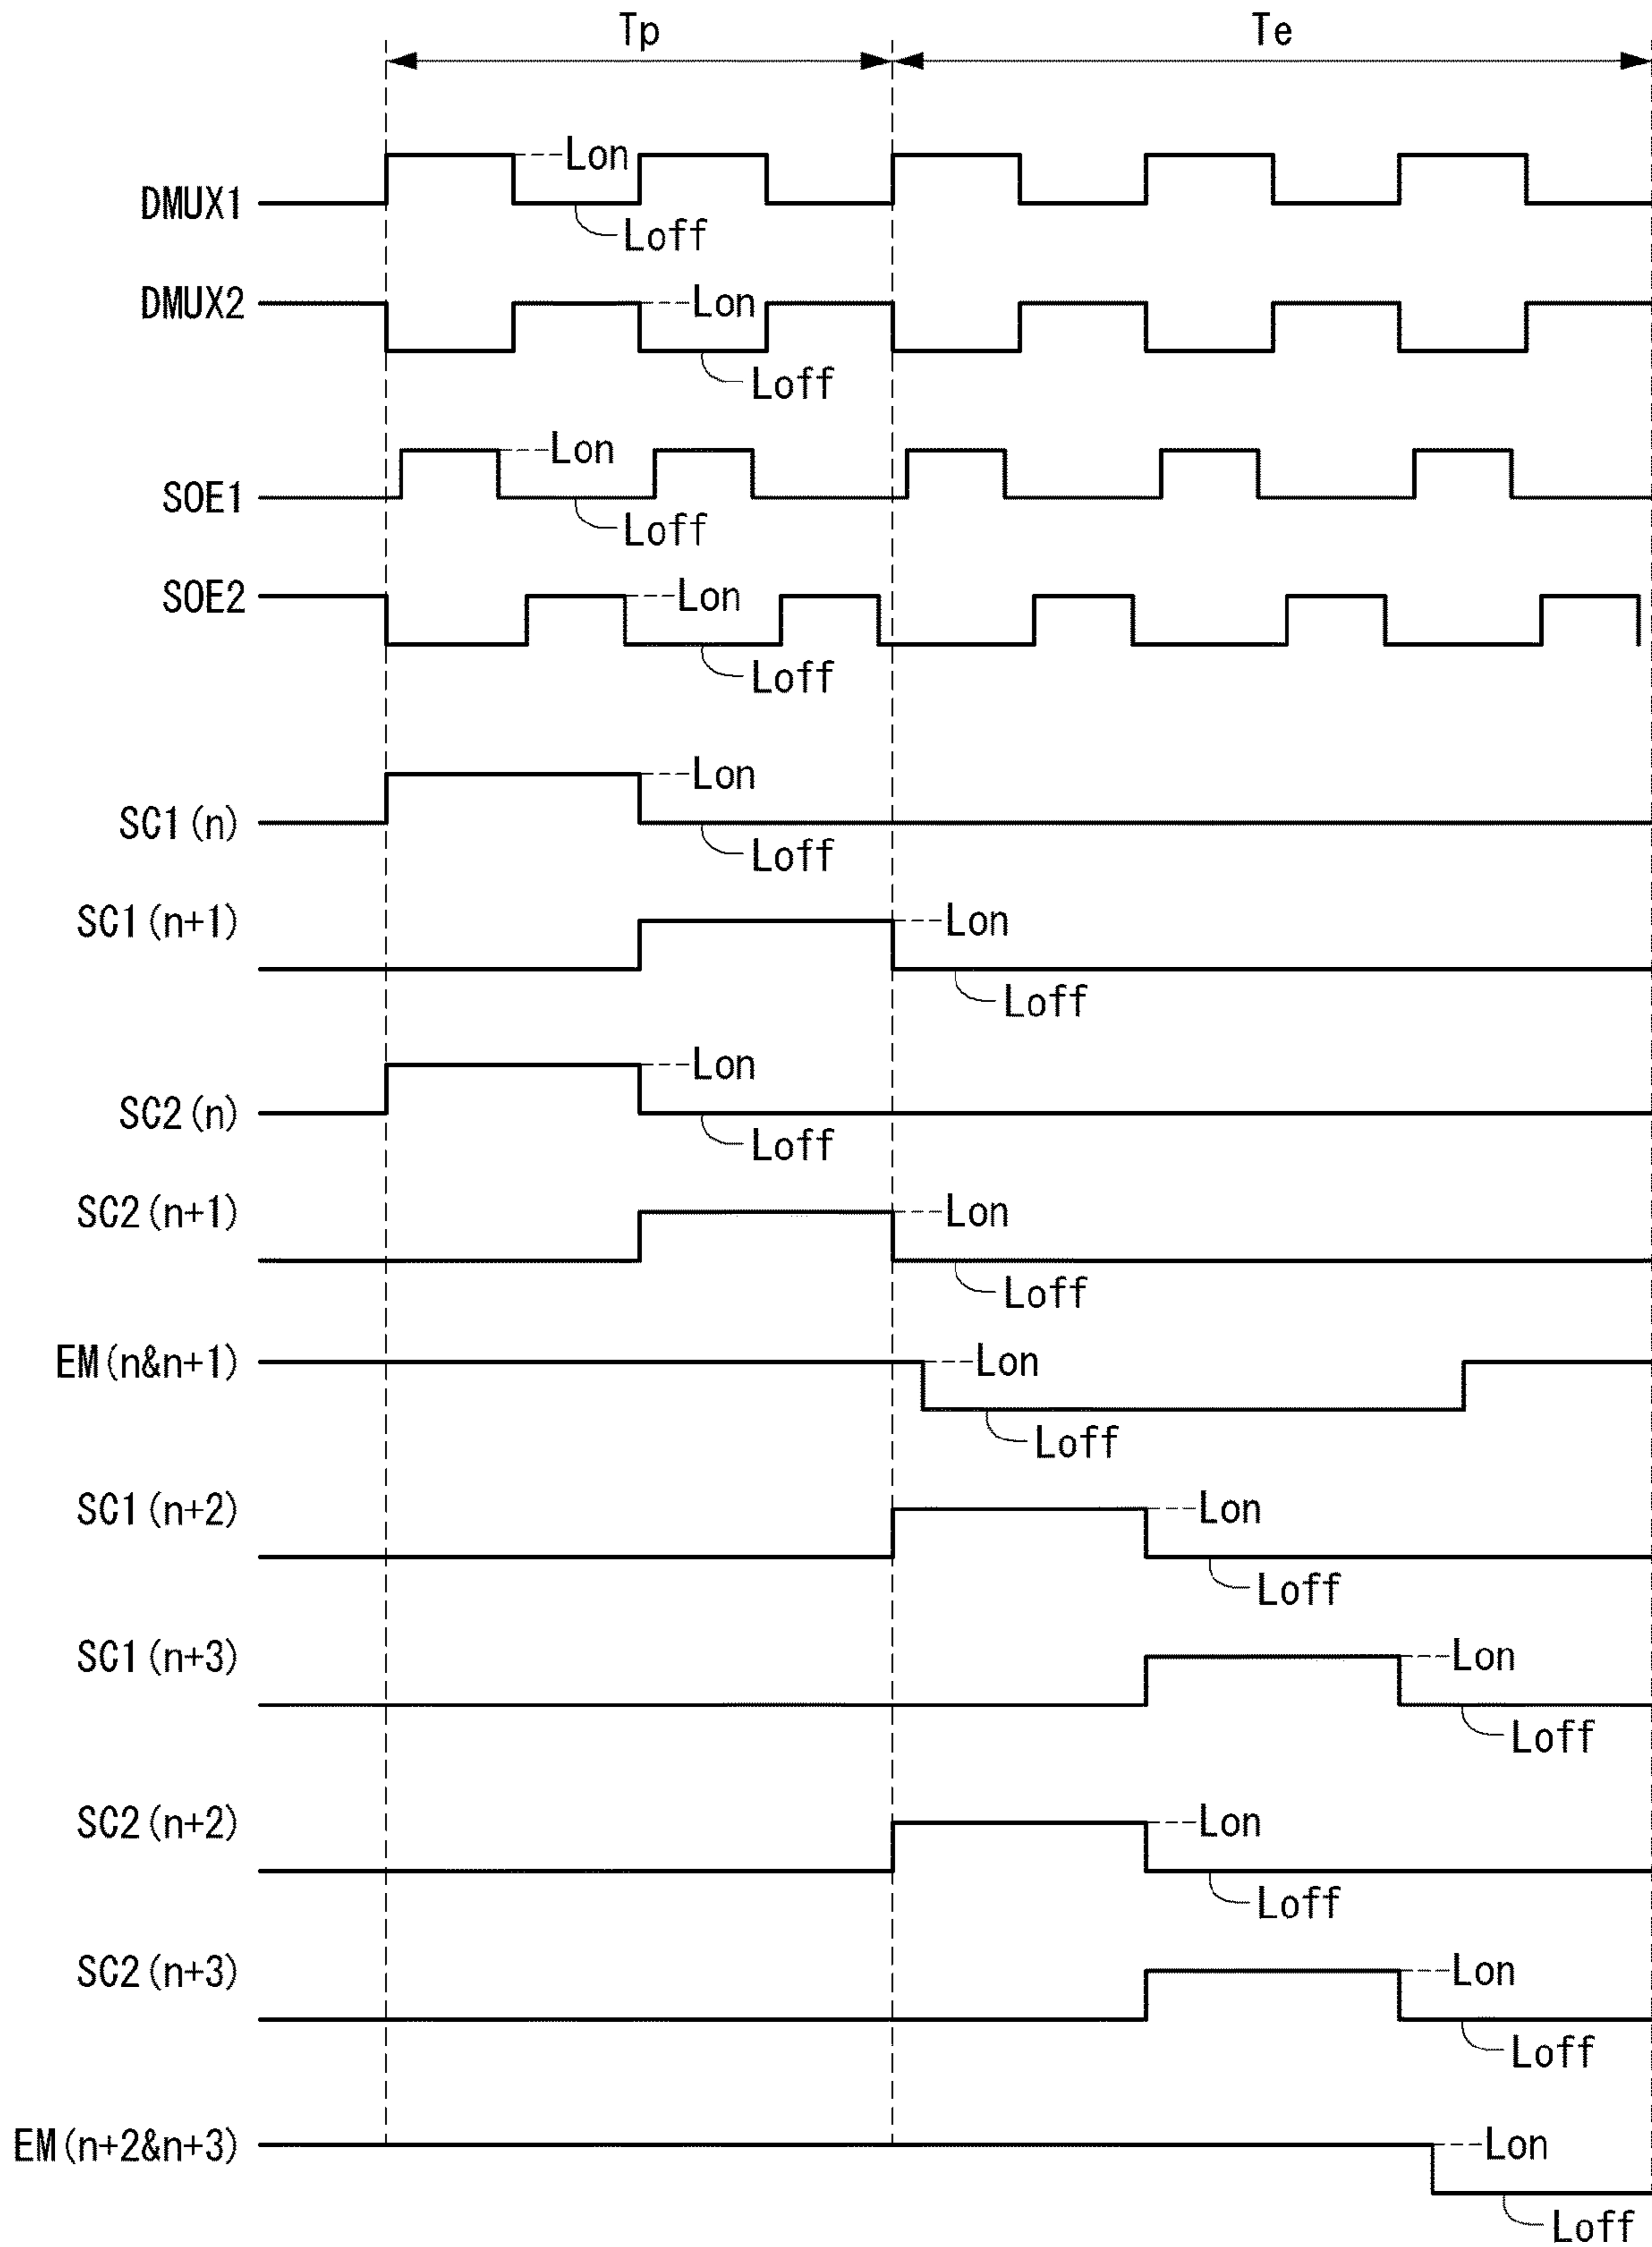 Tp Te
DMUX1 Lon
Loff
DMUX2 Lon
Loff
SOE1 Lon
Loff
SOE2 Lon
Loff
SC1(n) Lon
Loff
SC1(n+1) Lon
Loff
SC2(n) Lon
Loff
SC2(n+1) Lon
Loff
EM(n&n+1) Lon
Loff
SC1(n+2) Lon
Loff
SC1(n+3) Lon
Loff
SC2(n+2) Lon
Loff
SC2(n+3) Lon
Loff
EM(n+2&n+3) Lon
Loff